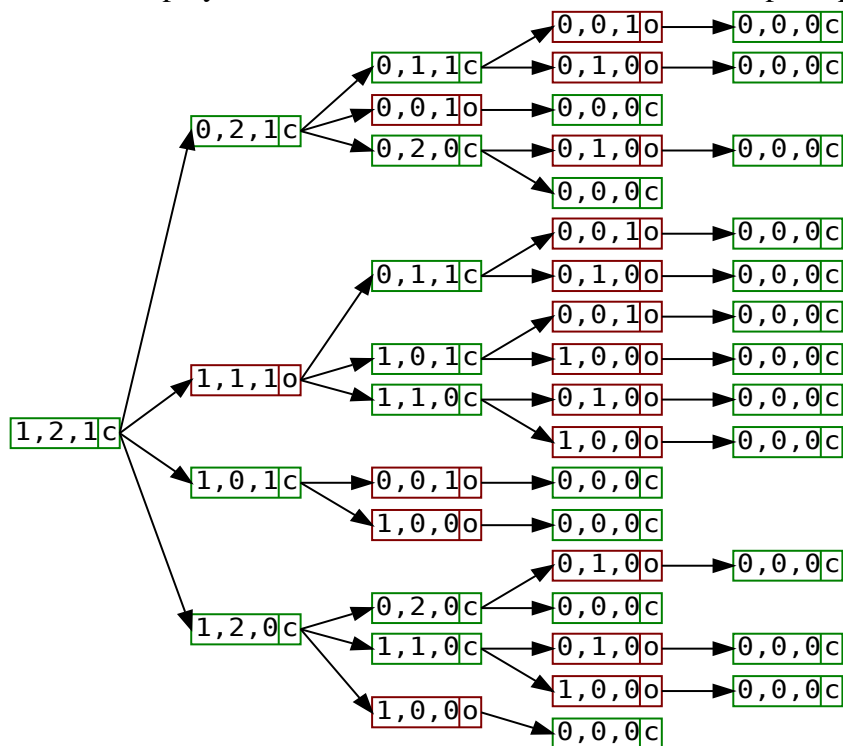 0,0,1 o 0,0,0 c
0,1,1 c 0,1,0 o 0,0,0 c
0,0,1 o 0,0,0 c
0,2,1 c
0,2,0 c 0,1,0 o 0,0,0 c
0,0,0 c
0,0,1 o 0,0,0 c
0,1,1 c 0,1,0 o 0,0,0 c
0,0,1 o 0,0,0 c
1,0,1 c 1,0,0 o 0,0,0 c
1,1,1 o
1,1,0 c 0,1,0 o 0,0,0 c
1,2,1 c
1,0,0 o 0,0,0 c
1,0,1 c 0,0,1 o 0,0,0 c
1,0,0 o 0,0,0 c
0,1,0 o 0,0,0 c
0,2,0 c 0,0,0 c
1,2,0 c
1,1,0 c 0,1,0 o 0,0,0 c
1,0,0 o 0,0,0 c
1,0,0 o
0,0,0 c